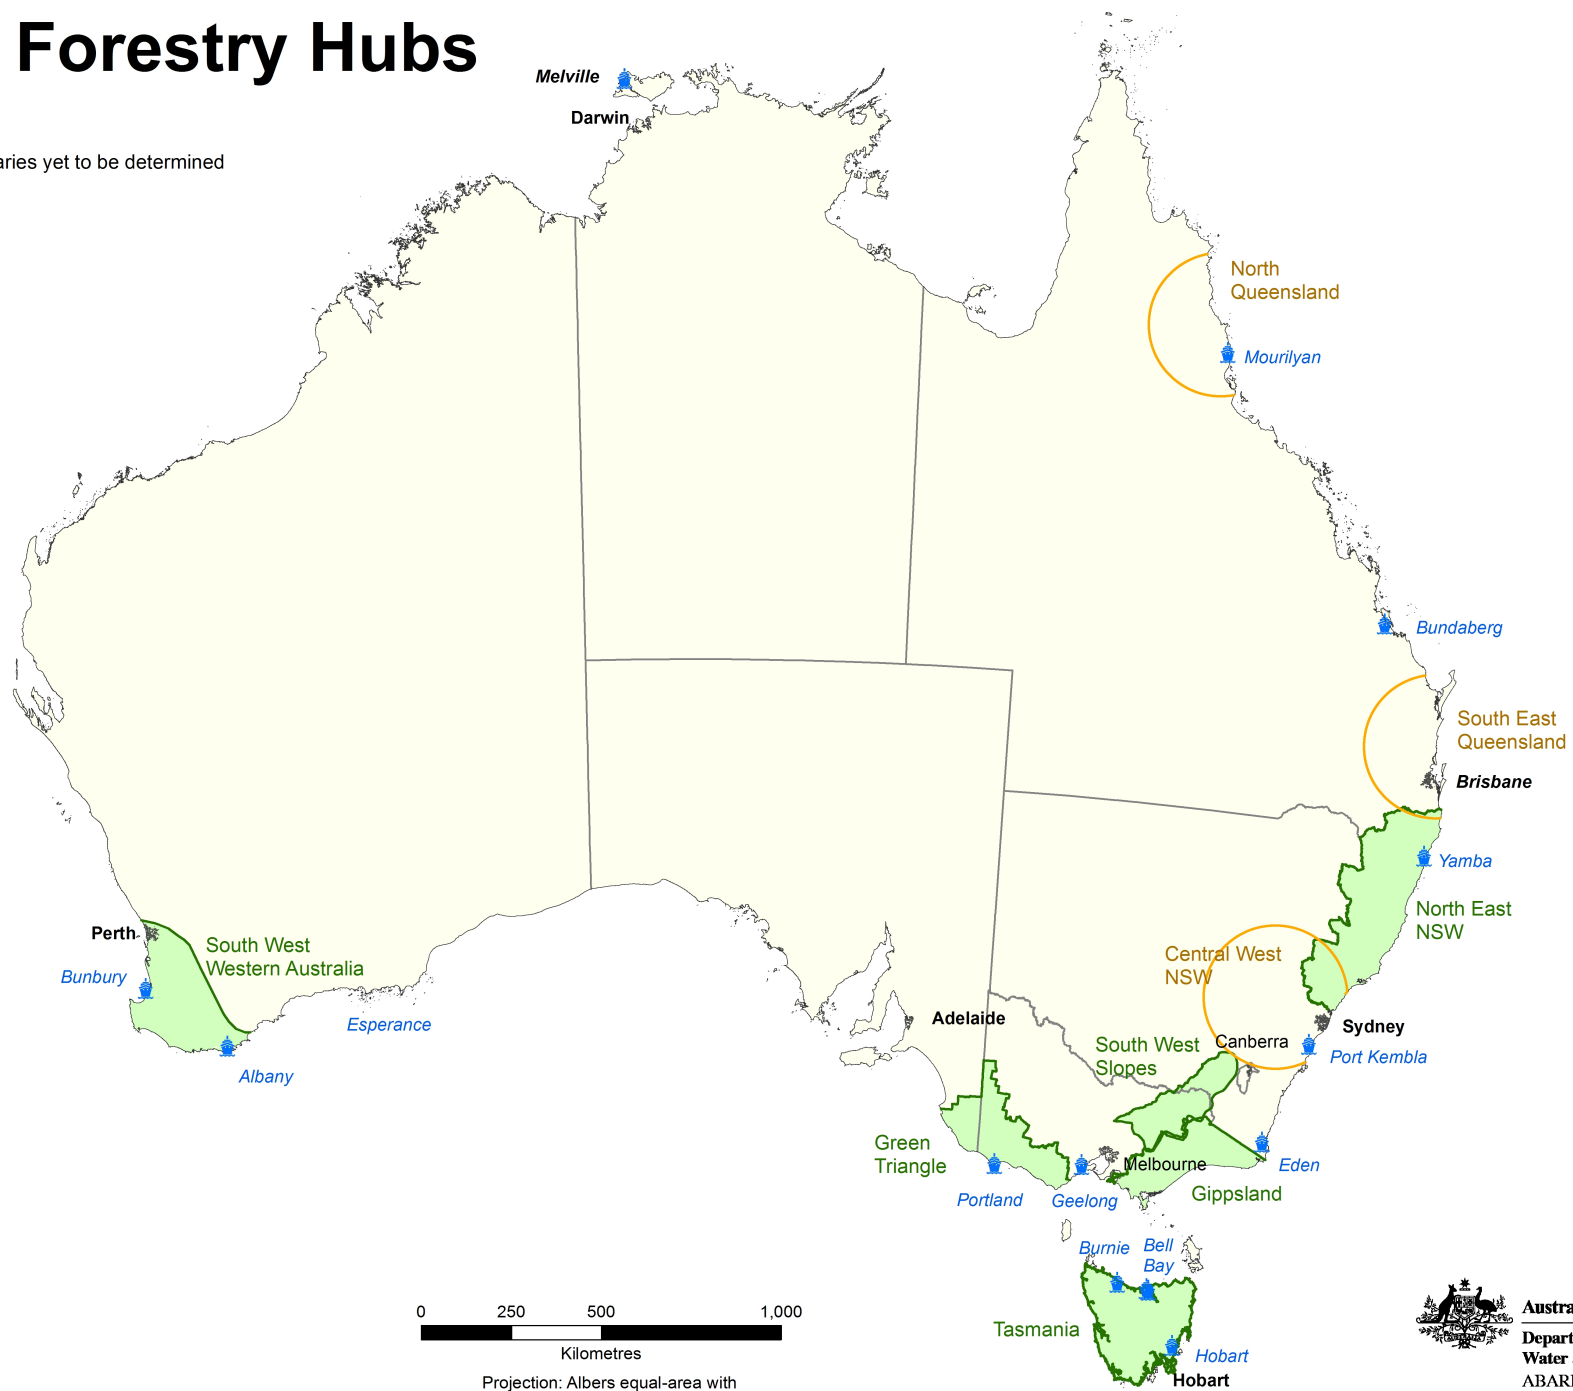 Forestry Hubs
Melville
Darwin
yet to be determined
North
Queensland
Mourilyan
Bundaberg
South East
Queensland
Brisbane
Yamba
North East
NSW
Central West
NSW
Perth
South West
Western Australia
Bunbury
Esperance
Albany
Adelaide
South West
Slopes
Canberra
Sydney
Port Kembla
Green
Triangle
Melbourne
Eden
Portland
Geelong
Gippsland
Burnie
Bell
Bay
Tasmania
Hobart
Hobart
0 250 500 1,000
Kilometres
Projection: Albers equal-area with
Water